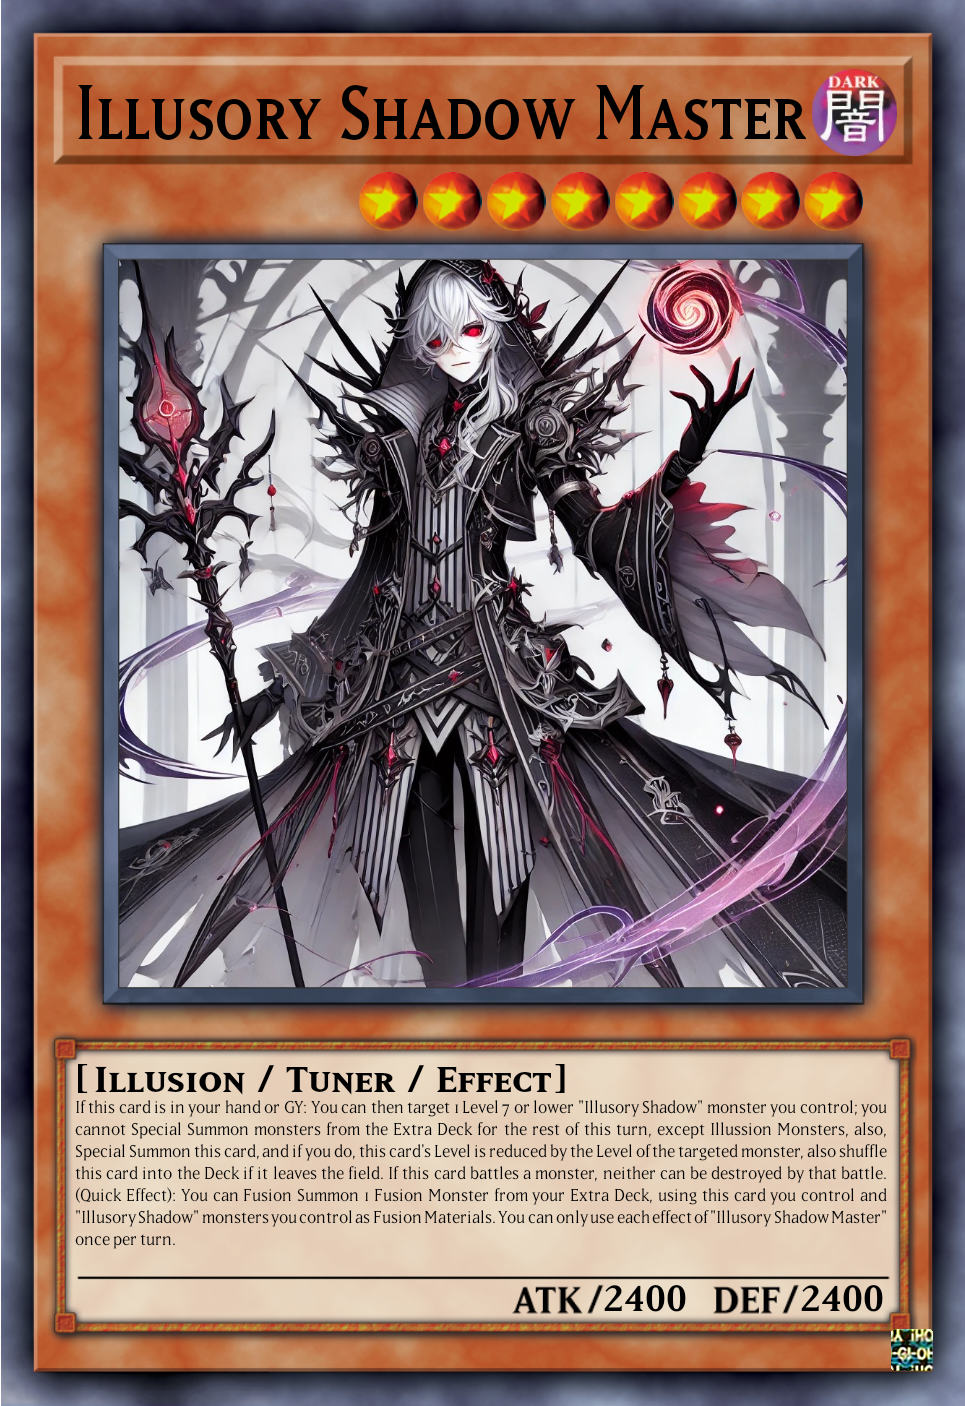 Illusory Shadow Master
DARK
闇
[ Illusion / Tuner / Effect ]
If this card is in your hand or GY: You can then target 1 Level 7 or lower "Illusory Shadow" monster you control; you
cannot Special Summon monsters from the Extra Deck for the rest of this turn, except Illussion Monsters, also,
Special Summon this card, and if you do, this card's Level is reduced by the Level of the targeted monster, also shuffle
this card into the Deck if it leaves the field. If this card battles a monster, neither can be destroyed by that battle.
(Quick Effect): You can Fusion Summon 1 Fusion Monster from your Extra Deck, using this card you control and
"Illusory Shadow" monsters you control as Fusion Materials. You can only use each effect of "Illusory Shadow Master"
once per turn.
ATK/2400 DEF/2400